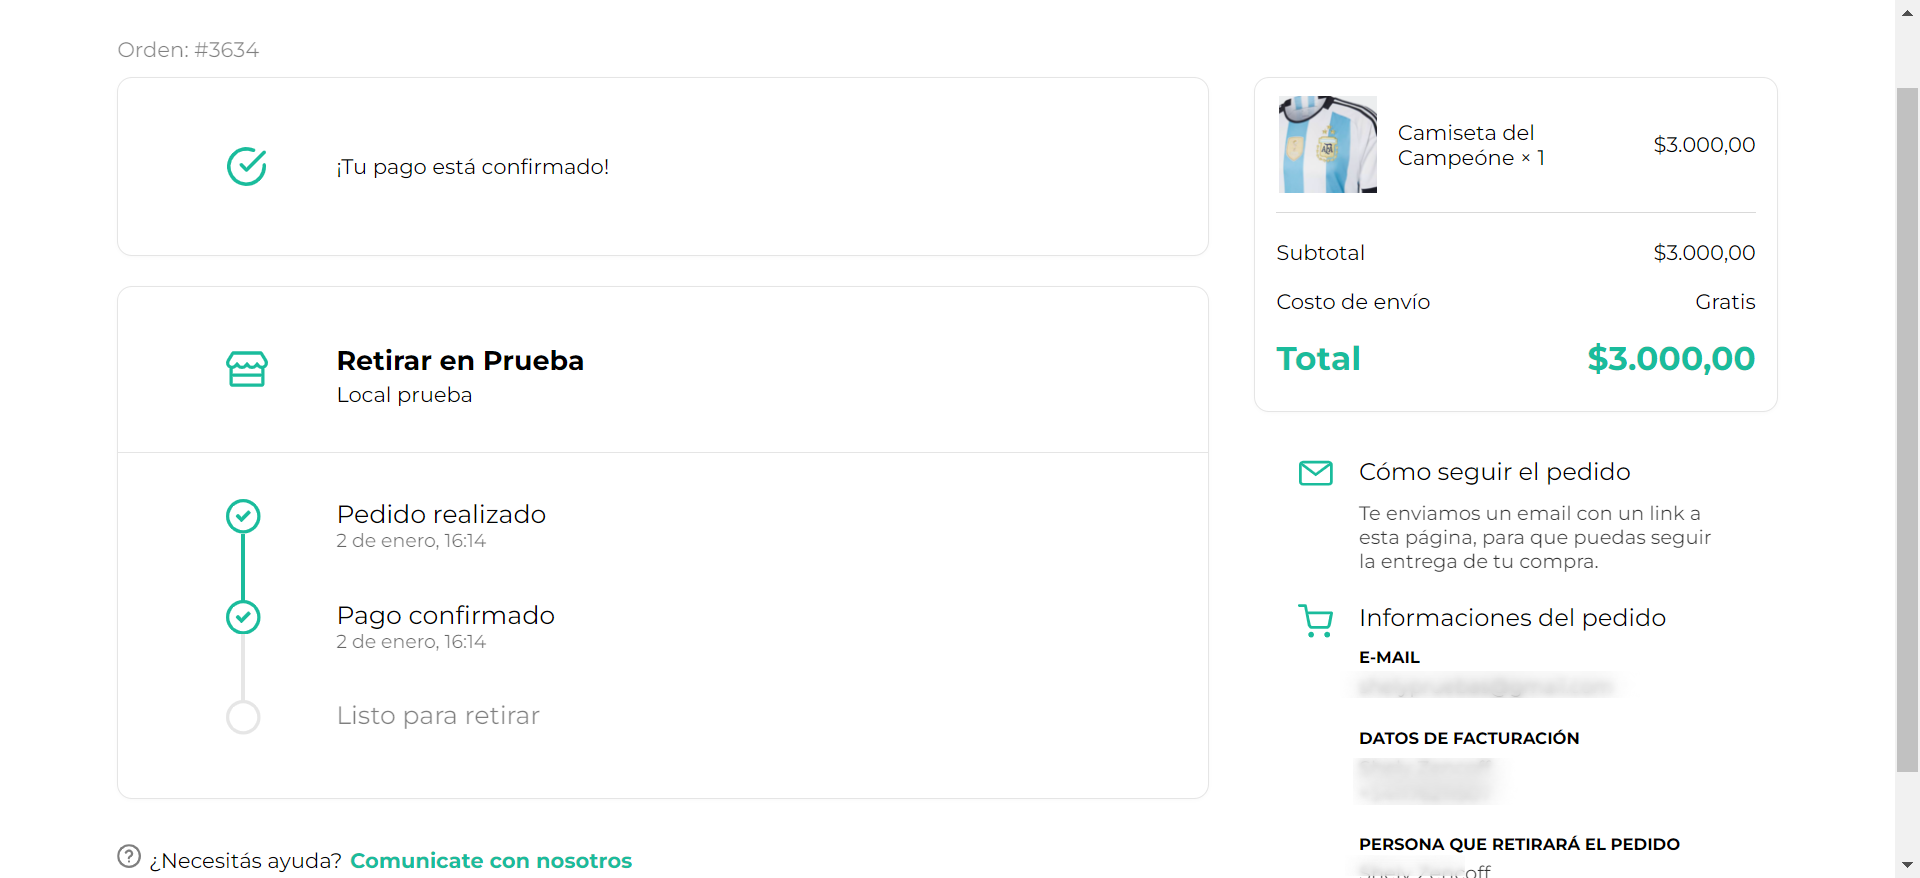 Orden: #3634
¡Tu pago está confirmado!
Retirar en Prueba
Local prueba
Pedido realizado
2 de enero, 16:14
Pago confirmado
2 de enero, 16:14
Listo para retirar
¿Necesitás ayuda? Comunicate con nosotros
Camiseta del
Campeóne × 1
$3.000,00
Subtotal
$3.000,00
Costo de envío
Gratis
Total
$3.000,00
Cómo seguir el pedido
Te enviamos un email con un link a
esta página, para que puedas seguir
la entrega de tu compra.
Informaciones del pedido
E-MAIL
DATOS DE FACTURACIÓN
PERSONA QUE RETIRARÁ EL PEDIDO